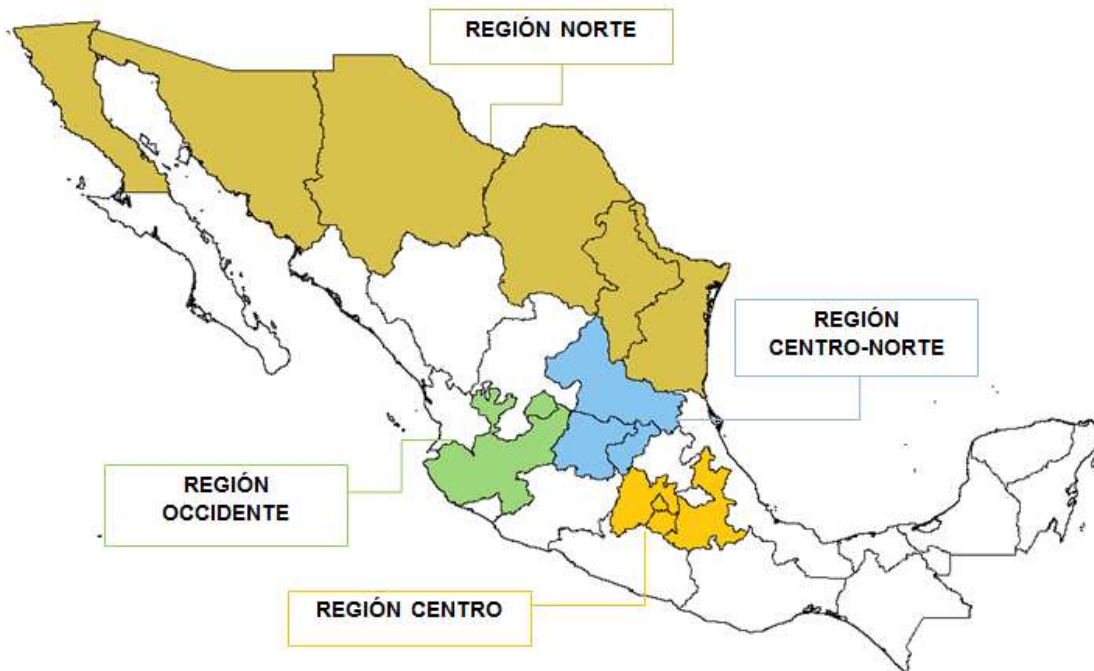 REGIÓN NORTE
REGIÓN
CENTRO-NORTE
REGIÓN
OCCIDENTE
REGIÓN CENTRO